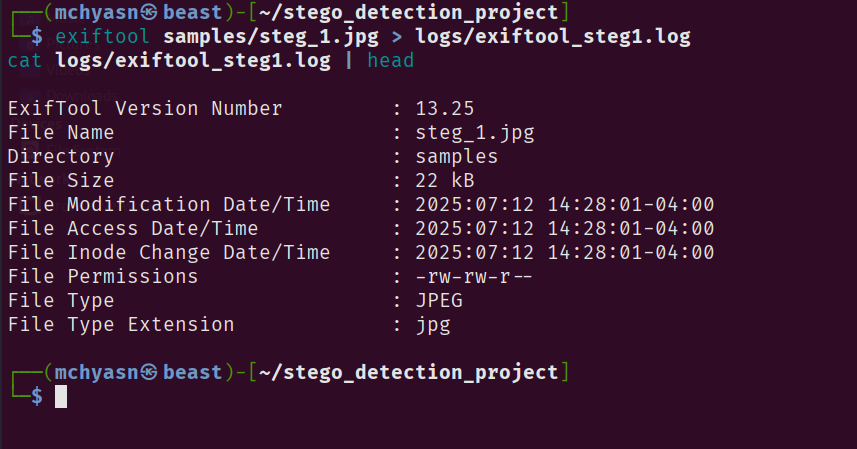 ┌──(mchyasn㉿beast)-[~/stego_detection_project]
└─$ exiftool samples/steg_1.jpg > logs/exiftool_steg1.log
cat logs/exiftool_steg1.log | head
ExifTool Version Number         : 13.25
File Name                       : steg_1.jpg
Directory                       : samples
File Size                       : 22 kB
File Modification Date/Time     : 2025:07:12 14:28:01-04:00
File Access Date/Time           : 2025:07:12 14:28:01-04:00
File Inode Change Date/Time     : 2025:07:12 14:28:01-04:00
File Permissions                : -rw-rw-r--
File Type                       : JPEG
File Type Extension             : jpg
┌──(mchyasn㉿beast)-[~/stego_detection_project]
└─$